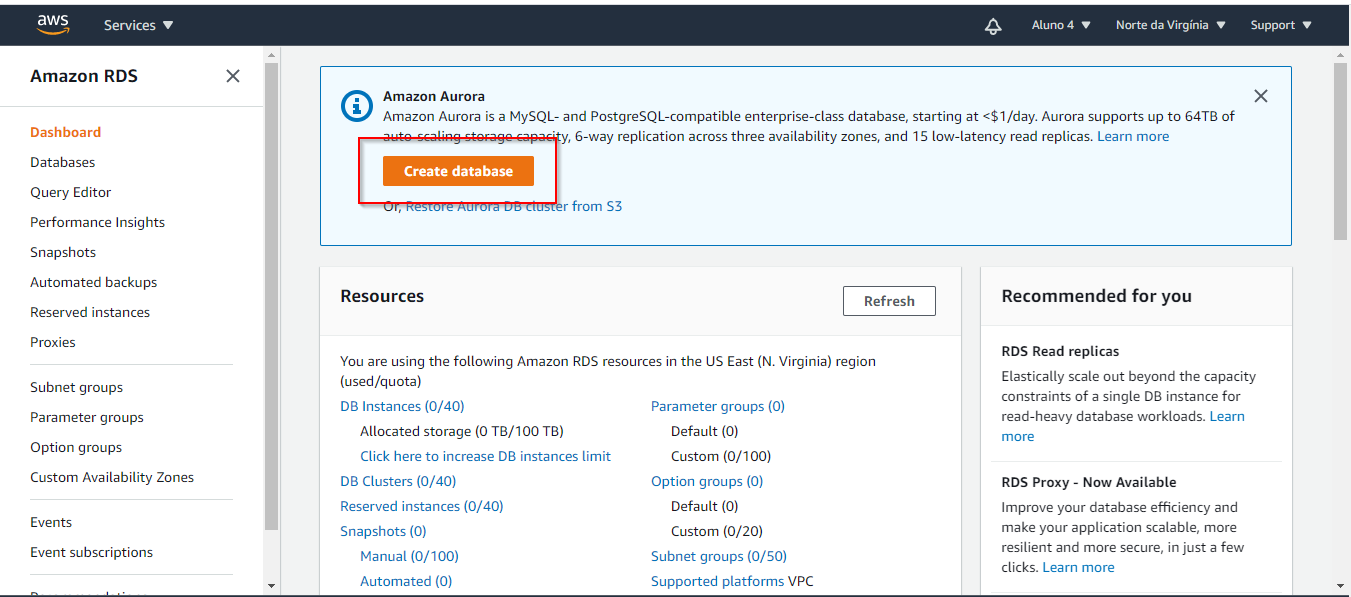 aws
Services
Aluno 4
Norte da Virgínia
Support
Amazon RDS
Dashboard
Databases
Query Editor
Performance Insights
Snapshots
Automated backups
Reserved instances
Proxies
Subnet groups
Parameter groups
Option groups
Custom Availability Zones
Events
Event subscriptions
Amazon Aurora
Amazon Aurora is a MySQL- and PostgreSQL-compatible enterprise-class database, starting at <$1/day. Aurora supports up to 64TB of
auto-scaling storage capacity, 6-way replication across three availability zones, and 15 low-latency read replicas. Learn more
Create database
Or, Restore Aurora DB cluster from S3
Resources
Refresh
You are using the following Amazon RDS resources in the US East (N. Virginia) region
(used/quota)
DB Instances (0/40)
Allocated storage (0 TB/100 TB)
Click here to increase DB instances limit
DB Clusters (0/40)
Reserved instances (0/40)
Snapshots (0)
Manual (0/100)
Automated (0)
Parameter groups (0)
Default (0)
Custom (0/100)
Option groups (0)
Default (0)
Custom (0/20)
Subnet groups (0/50)
Supported platforms VPC
Recommended for you
RDS Read replicas
Elastically scale out beyond the capacity
constraints of a single DB instance for
read-heavy database workloads. Learn
more
RDS Proxy - Now Available
Improve your database efficiency and
make your application scalable, more
resilient and more secure, in just a few
clicks. Learn more